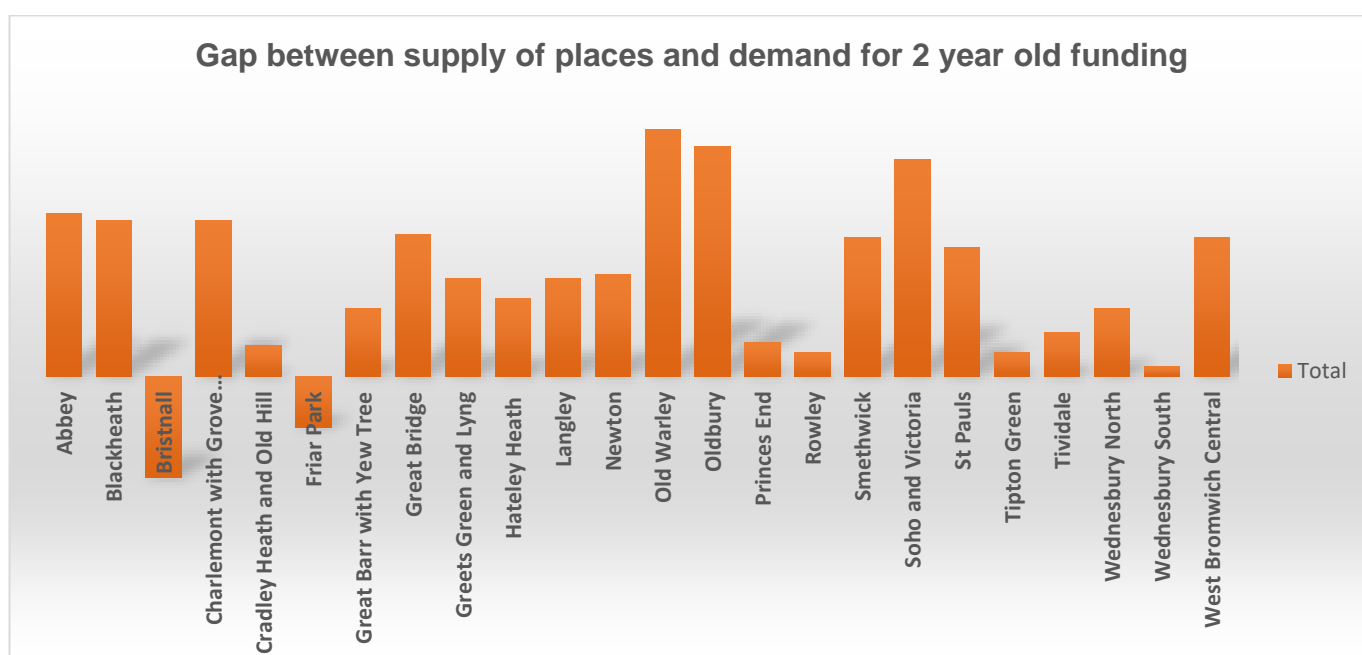 Gap between supply of places and demand for 2 year old funding
Abbey
Blackheath
Bristnall
Charlemont with Grove…
Cradley Heath and Old Hill
Friar Park
Great Barr with Yew Tree
Great Bridge
Greets Green and Lyng
Hateley Heath
Langley
Newton
Old Warley
Oldbury
Princes End
Rowley
Smethwick
Soho and Victoria
St Pauls
Tipton Green
Tividale
Wednesbury North
Wednesbury South
West Bromwich Central
Total